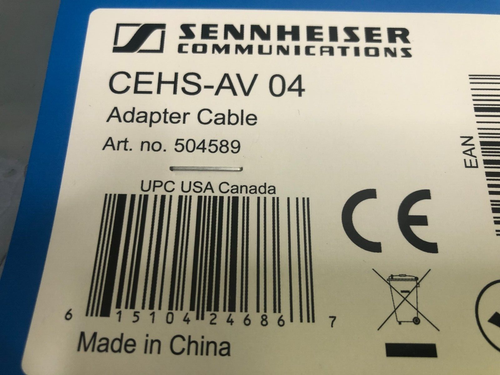 SENNHEISER
COMMUNICATIONS
CEHS-AV 04
Adapter Cable
Art. no. 504589
EAN
UPC USA Canada
CE
6 15104 24686 7
Made in China